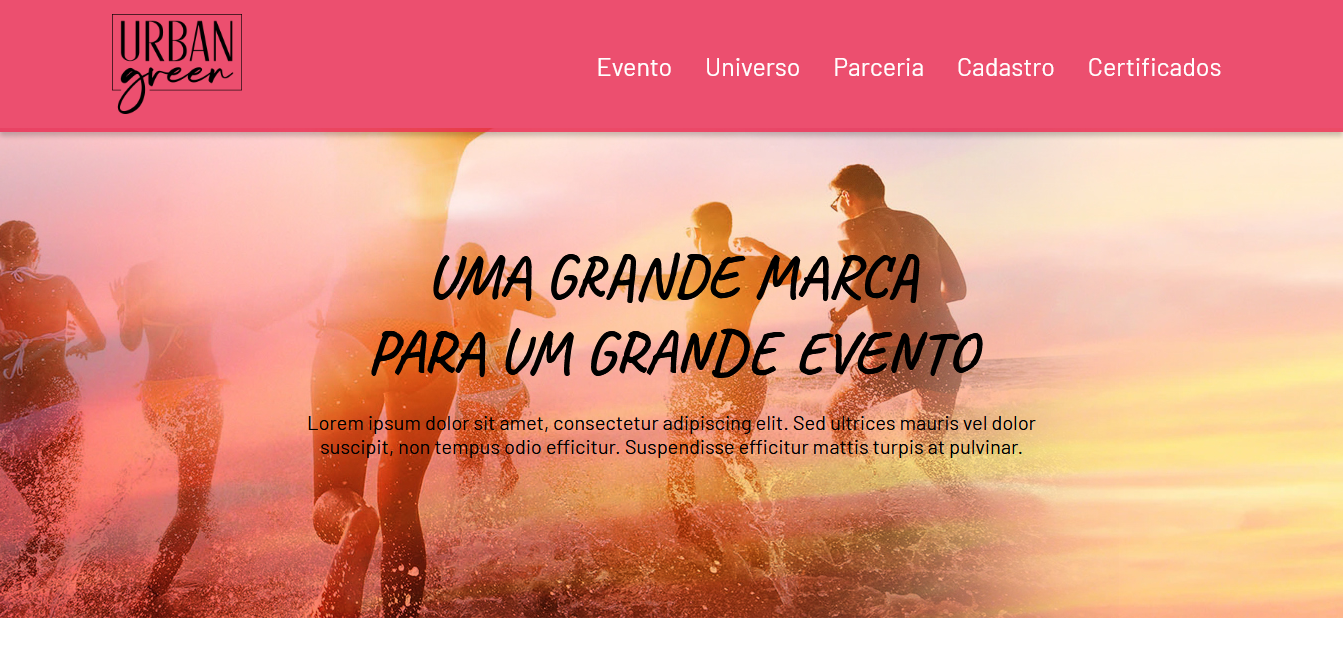 URBAN
green
Evento Universo Parceria Cadastro Certificados
UMA GRANDE MARCA
PARA UM GRANDE EVENTO
Lorem ipsum dolor sit amet, consectetur adipiscing elit. Sed ultrices mauris vel dolor
suscipit, non tempus odio efficitur. Suspendisse efficitur mattis turpis at pulvinar.